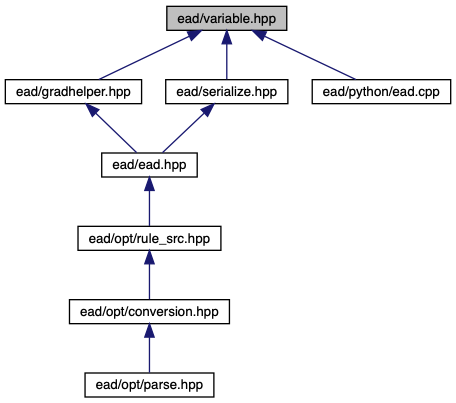 ead/variable.hpp
ead/gradhelper.hpp
ead/serialize.hpp
ead/python/ead.cpp
ead/ead.hpp
ead/opt/rule_src.hpp
ead/opt/conversion.hpp
ead/opt/parse.hpp